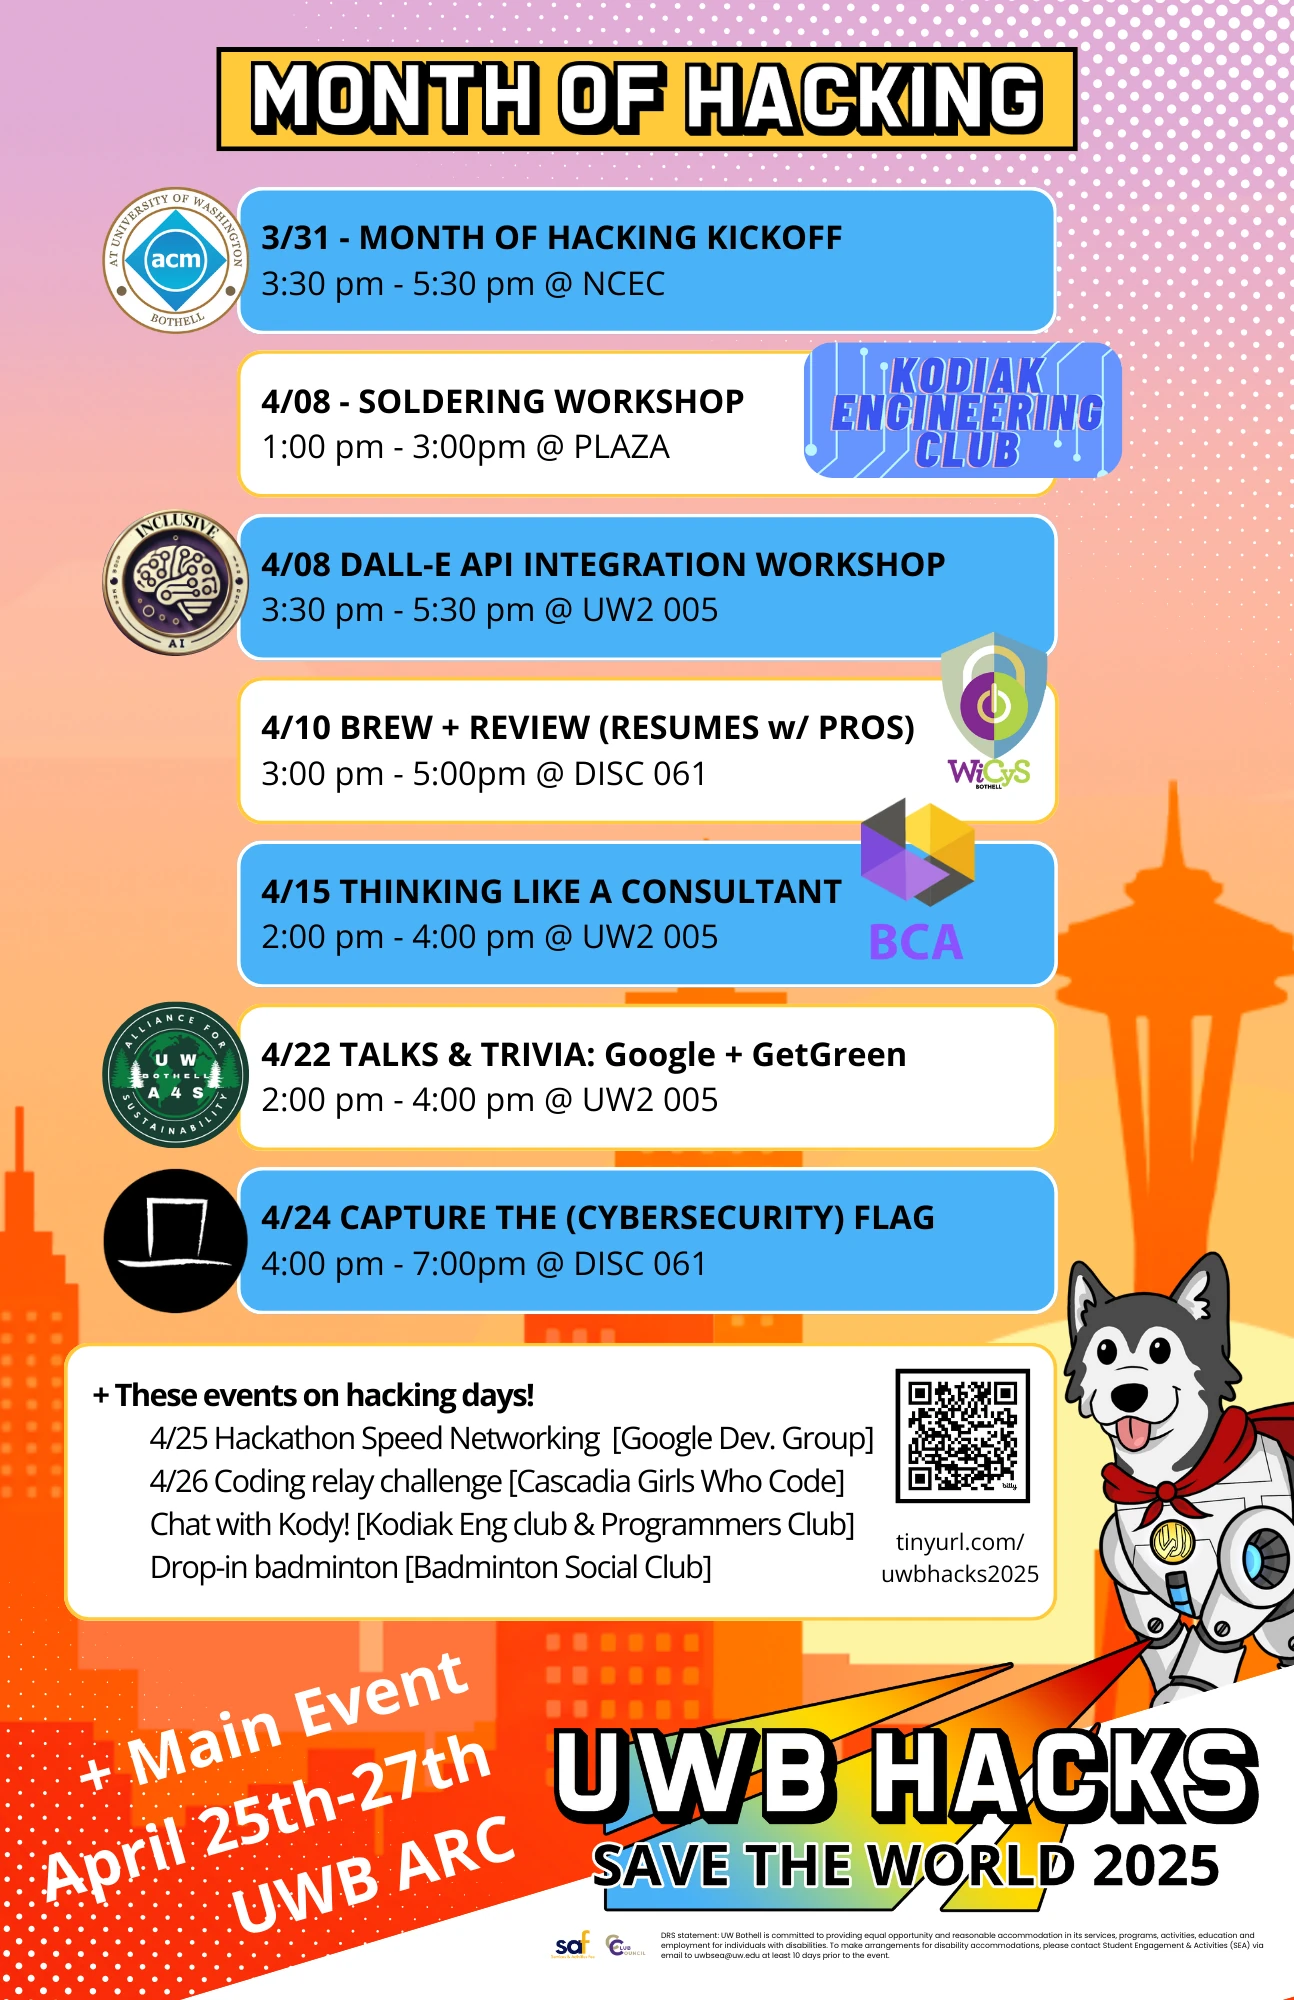 MONTH OF HACKING
AT UNIVERSITY OF WASHINGTON
acm
BOTHELL
3/31 - MONTH OF HACKING KICKOFF
3:30 pm - 5:30 pm @ NCEC
4/08 - SOLDERING WORKSHOP
1:00 pm - 3:00pm @ PLAZA
KODIAK
ENGINEERING
CLUB
INCLUSIVE
AI
4/08 DALL-E API INTEGRATION WORKSHOP
3:30 pm - 5:30 pm @ UW2 005
4/10 BREW + REVIEW (RESUMES w/ PROS)
3:00 pm - 5:00pm @ DISC 061
WiCyS
BOTHELL
4/15 THINKING LIKE A CONSULTANT
2:00 pm - 4:00 pm @ UW2 005
BCA
ALLIANCE FOR
U W
BOTHELL
A 4 S
SUSTAINABILITY
4/22 TALKS & TRIVIA: Google + GetGreen
2:00 pm - 4:00 pm @ UW2 005
4/24 CAPTURE THE (CYBERSECURITY) FLAG
4:00 pm - 7:00pm @ DISC 061
+ These events on hacking days!
4/25 Hackathon Speed Networking [Google Dev. Group]
4/26 Coding relay challenge [Cascadia Girls Who Code]
Chat with Kody! [Kodiak Eng club & Programmers Club]
Drop-in badminton [Badminton Social Club]
bitly
tinyurl.com/
uwbhacks2025
+ Main Event
April 25th-27th
UWB ARC
UWB HACKS
SAVE THE WORLD 2025
saf
CLUB
COUNCIL
DRS statement: UW Bothell is committed to providing equal opportunity and reasonable accommodation in its services, programs, activities, education and
employment for individuals with disabilities. To make arrangements for disability accommodations, please contact Student Engagement & Activities (SEA) via
email to uwbsea@uw.edu at least 10 days prior to the event.